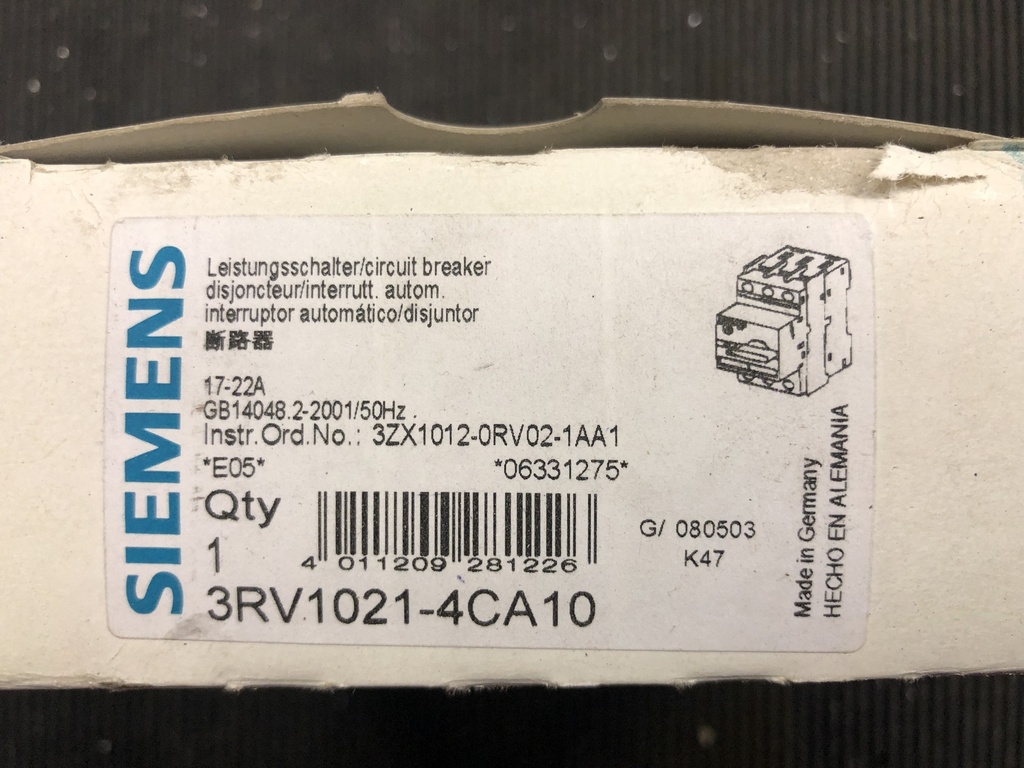 SIEMENS
Leistungsschalter/circuit breaker
disjoncteur/interrutt. autom.
interruptor automático/disjuntor
断路器
17-22A
GB14048.2-2001/50Hz
Instr.Ord.No.: 3ZX1012-0RV02-1AA1
*E05* *06331275*
Qty
1
4 011209 281226
G/ 080503
K47
3RV1021-4CA10
Made in Germany
HECHO EN ALEMANIA